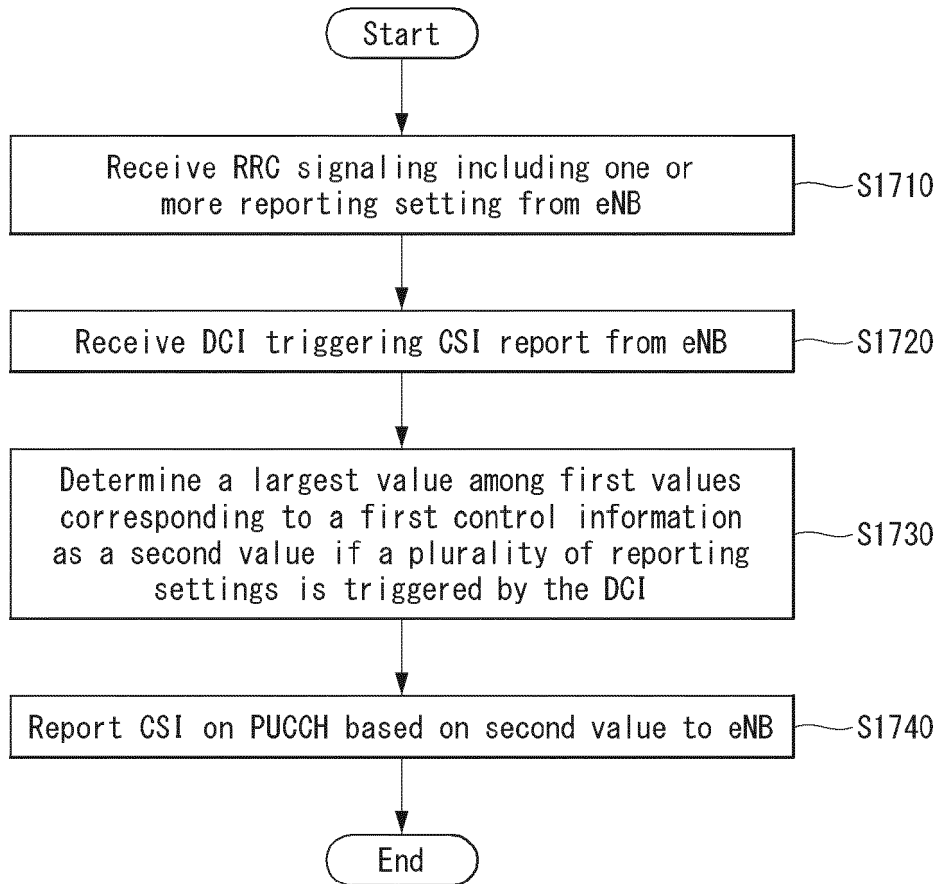 Start
Receive RRC signaling including one or
more reporting setting from eNB
S1710
Receive DCI triggering CSI report from eNB
S1720
Determine a largest value among first values
corresponding to a first control information
as a second value if a plurality of reporting
settings is triggered by the DCI
S1730
Report CSI on PUCCH based on second value to eNB
S1740
End